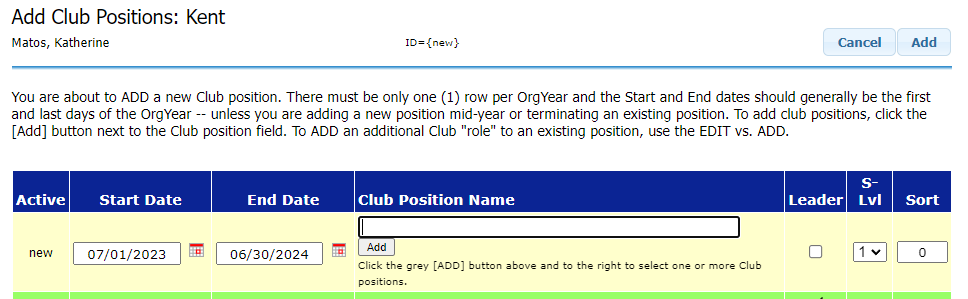 Add Club Positions: Kent
Matos, Katherine
ID={new}
Cancel
Add
You are about to ADD a new Club position. There must be only one (1) row per OrgYear and the Start and End dates should generally be the first
and last days of the OrgYear -- unless you are adding a new position mid-year or terminating an existing position. To add club positions, click the
[Add] button next to the Club position field. To ADD an additional Club "role" to an existing position, use the EDIT vs. ADD.
Active
Start Date
End Date
Club Position Name
Leader
S-
Lvl
Sort
new
07/01/2023
06/30/2024
Add
Click the grey [ADD] button above and to the right to select one or more Club
positions.
1
0